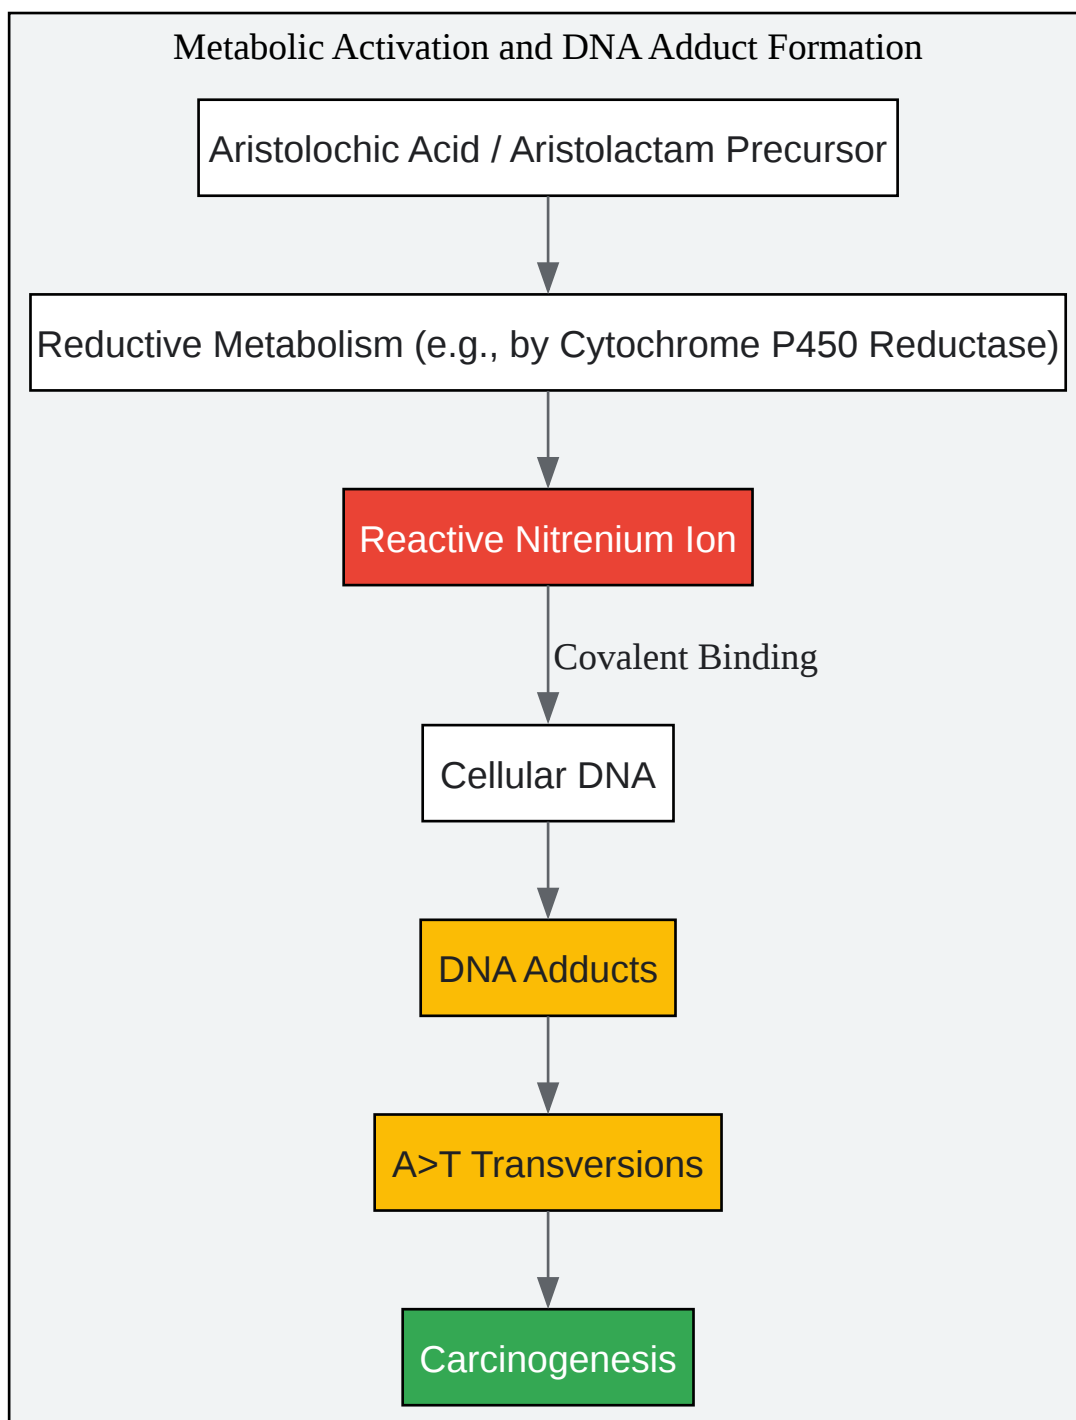 Metabolic Activation and DNA Adduct Formation
Aristolochic Acid / Aristolactam Precursor
Reductive Metabolism (e.g., by Cytochrome P450 Reductase)
Reactive Nitrenium Ion
Covalent Binding
Cellular DNA
DNA Adducts
A>T Transversions
Carcinogenesis